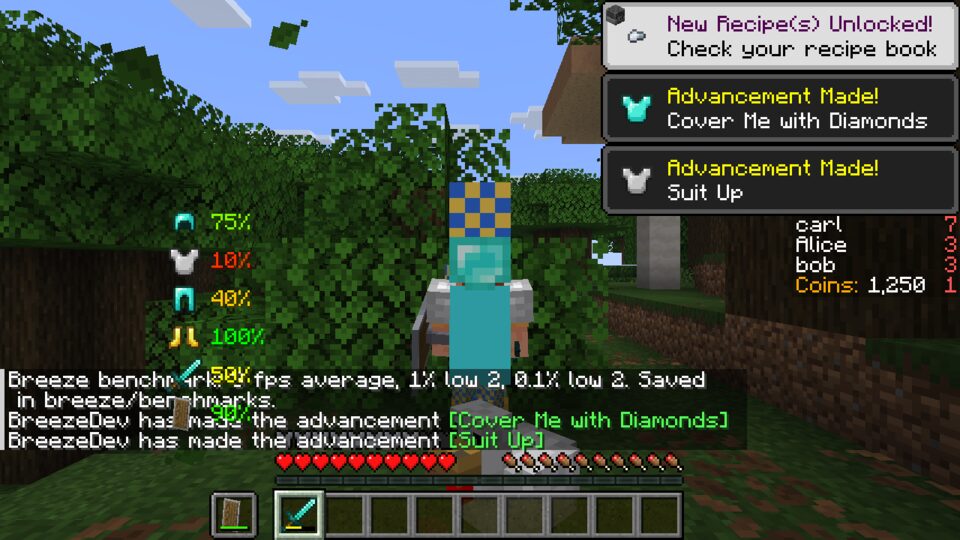 New Recipe(s) Unlocked!
Check your recipe book
Advancement Made!
Cover Me with Diamonds
Advancement Made!
Suit Up
carl 7
Alice 3
bob 3
Coins: 1,250 1
75%
10%
40%
100%
50%
90%
Breeze benchmark: fps average, 1% low 2, 0.1% low 2. Saved
in breeze/benchmarks.
BreezeDev has made the advancement [Cover Me with Diamonds]
BreezeDev has made the advancement [Suit Up]